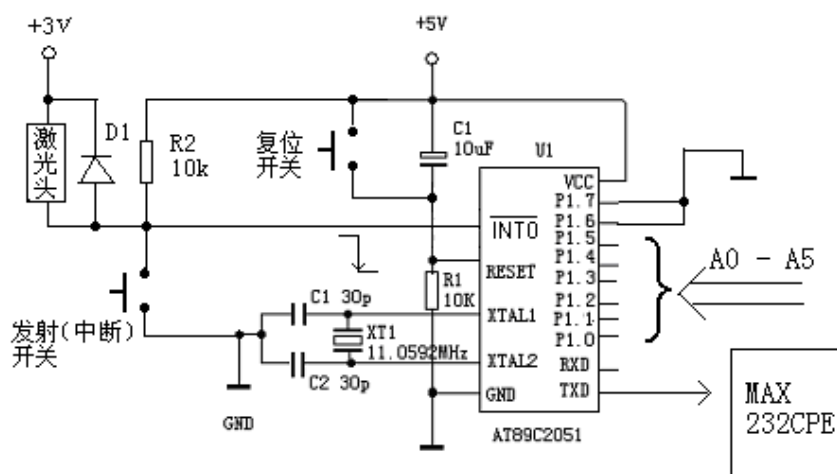 +3V
+5V
激光头
D1
R2
10k
复位
开关
C1
10uF
U1
VCC
P1.7
P1.6
P1.5
P1.4
P1.3
P1.2
P1.1
P1.0
RXD
TXD
INT0
RESET
XTAL1
XTAL2
GND
AT89C2051
A0 - A5
R1
10K
C1 30p
XT1
11.0592MHz
C2 30p
发射(中断)
开关
GND
MAX
232CPE